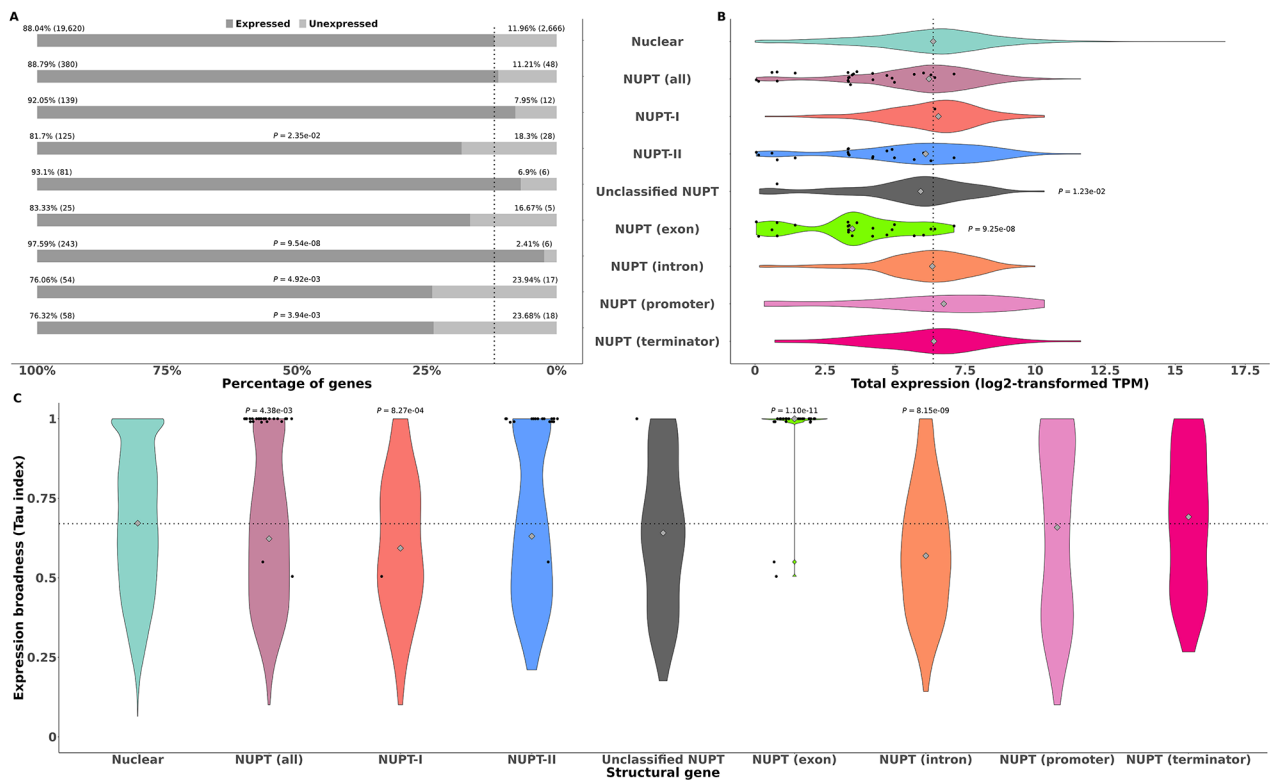 A
Expressed Unexpressed
88.04% (19,620) 11.96% (2,666)
88.79% (380) 11.21% (48)
92.05% (139) 7.95% (12)
81.7% (125) P = 2.35e-02 18.3% (28)
93.1% (81) 6.9% (6)
83.33% (25) 16.67% (5)
97.59% (243) P = 9.54e-08 2.41% (6)
76.06% (54) P = 4.92e-03 23.94% (17)
76.32% (58) P = 3.94e-03 23.68% (18)
100% 75% 50% 25% 0%
Percentage of genes
Nuclear
NUPT (all)
NUPT-I
NUPT-II
Unclassified NUPT
NUPT (exon)
NUPT (intron)
NUPT (promoter)
NUPT (terminator)
B
P = 1.23e-02
P = 9.25e-08
0 2.5 5 7.5 10 12.5 15 17.5
Total expression (log2-transformed TPM)
C
P = 4.38e-03 P = 8.27e-04 P = 1.10e-11 P = 8.15e-09
1
0.75
0.5
0.25
0
Expression broadness (Tau index)
Nuclear NUPT (all) NUPT-I NUPT-II Unclassified NUPT NUPT (exon) NUPT (intron) NUPT (promoter) NUPT (terminator)
Structural gene